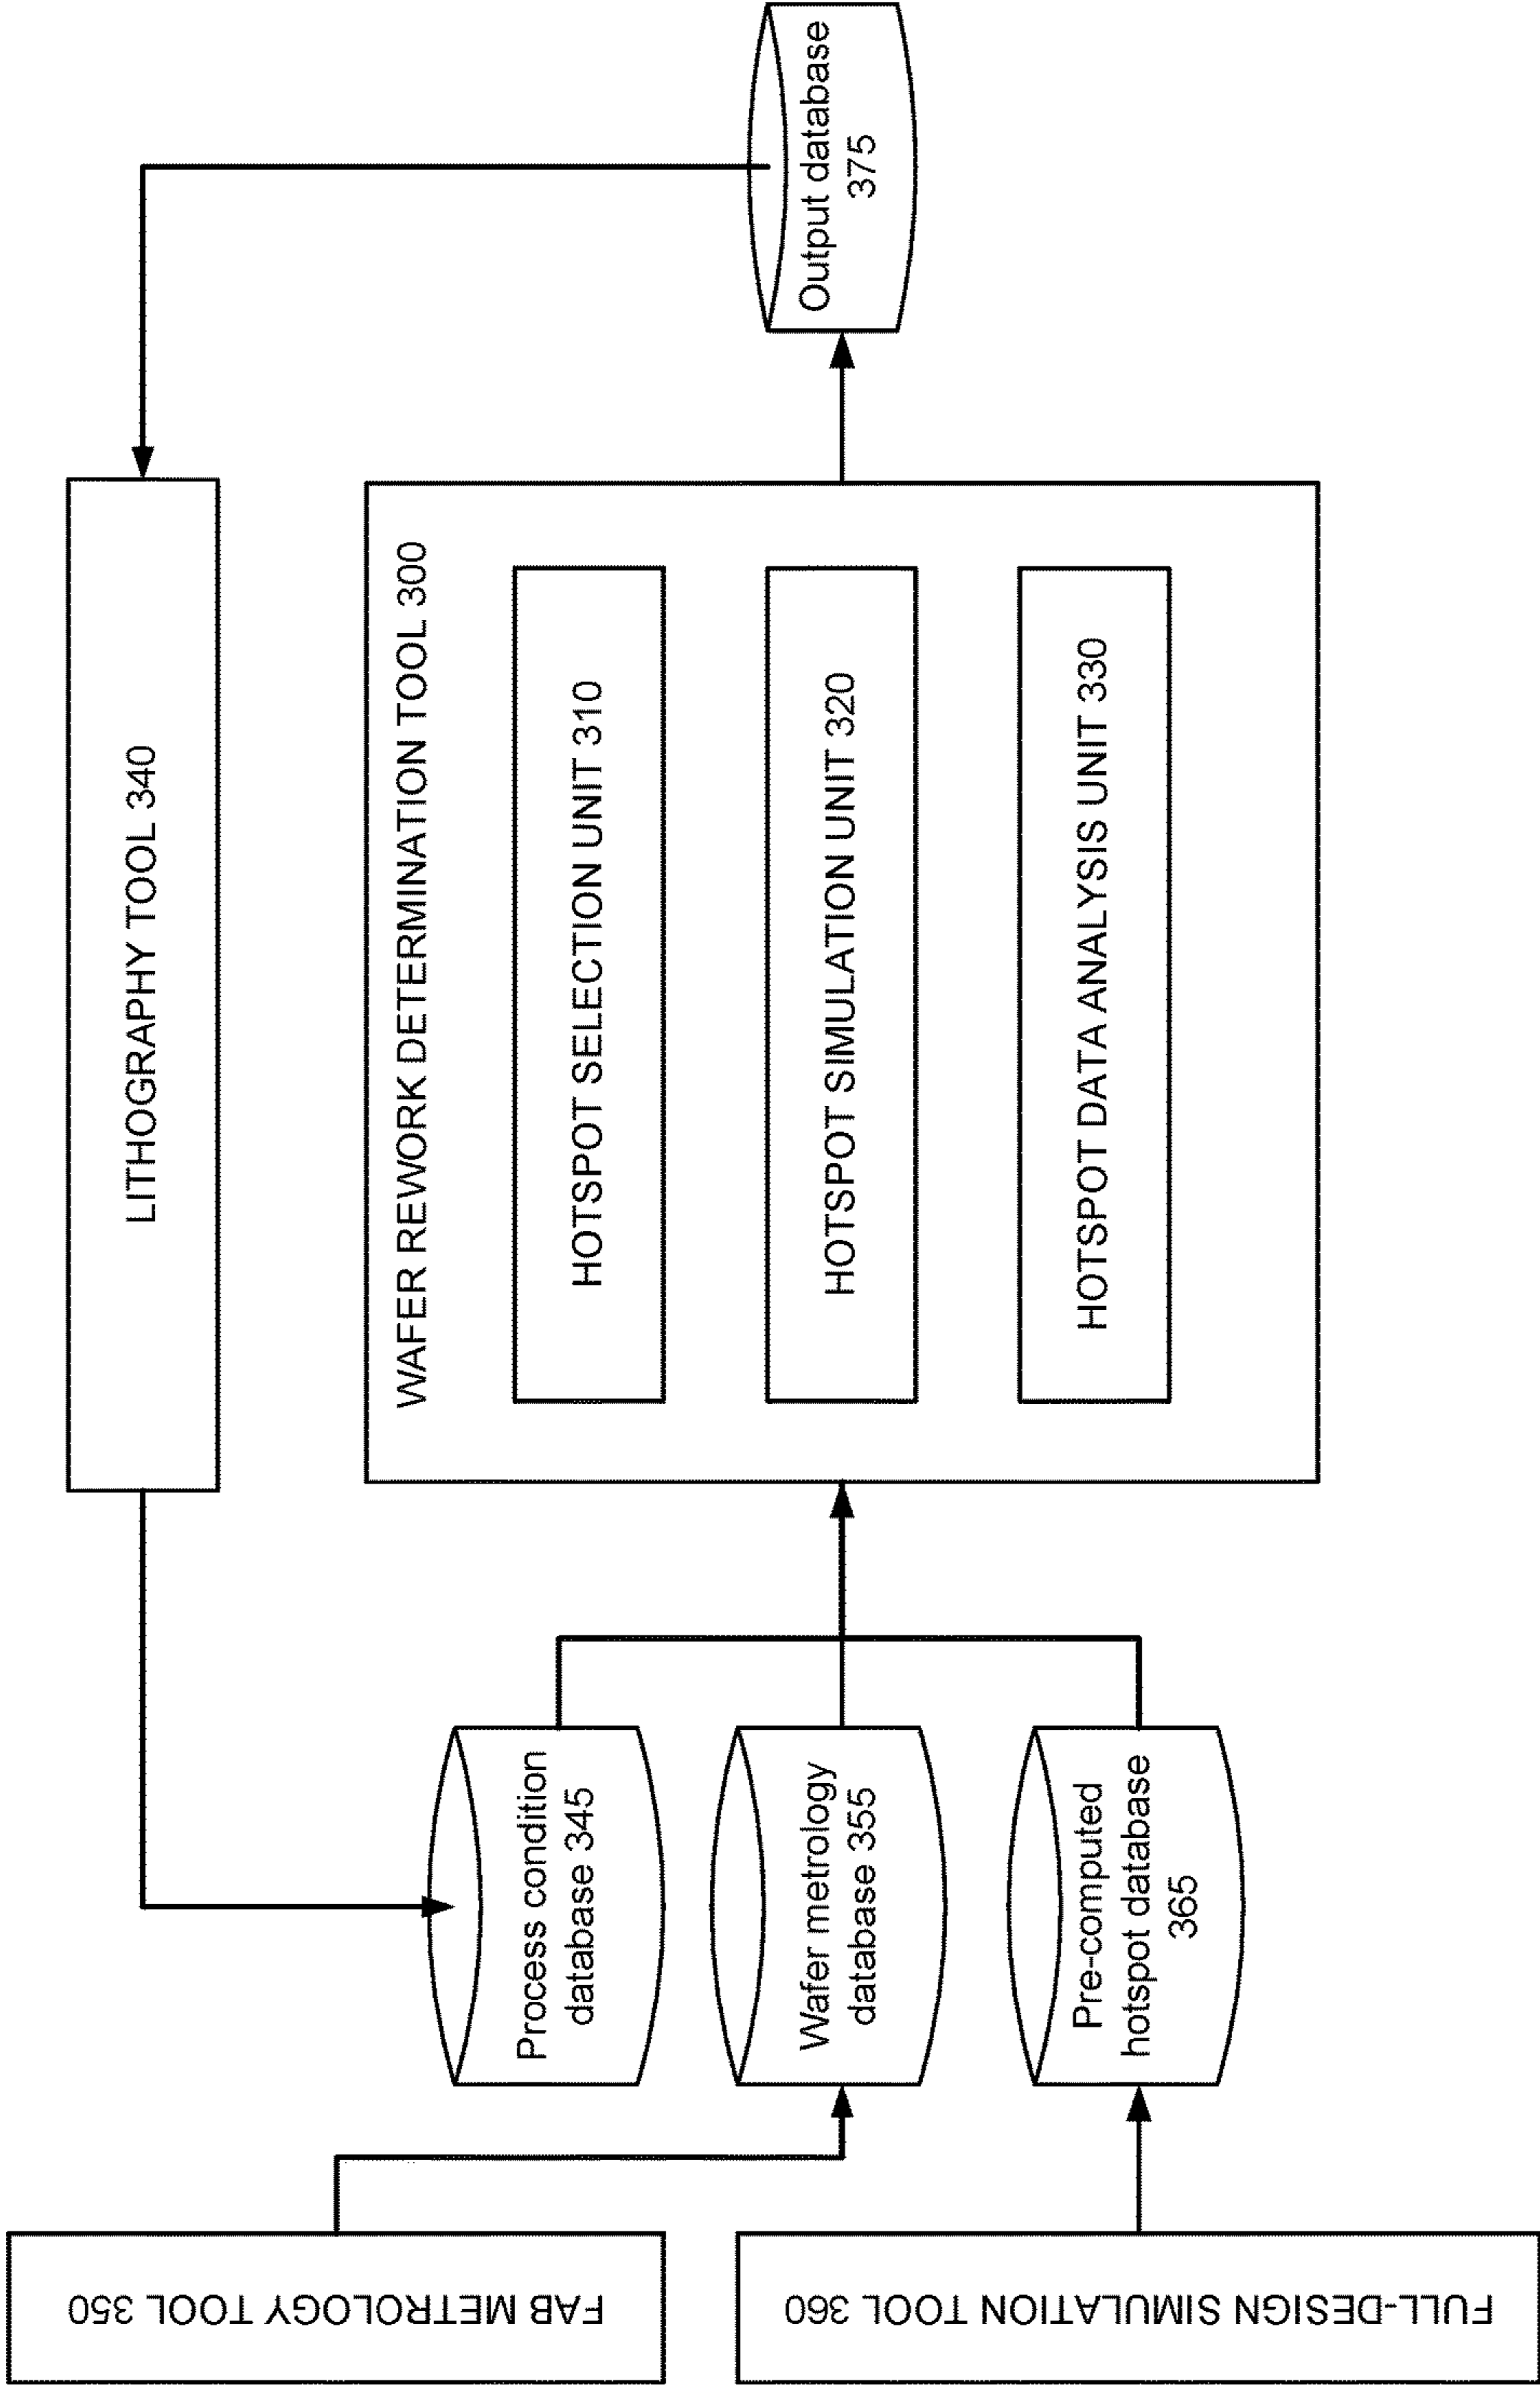 LITHOGRAPHY TOOL 340
FAB METROLOGY TOOL 350
FULL-DESIGN SIMULATION TOOL 360
Process condition
database 345
Wafer metrology
database 355
Pre-computed
hotspot database
365
WAFER REWORK DETERMINATION TOOL 300
HOTSPOT SELECTION UNIT 310
HOTSPOT SIMULATION UNIT 320
HOTSPOT DATA ANALYSIS UNIT 330
Output database
375